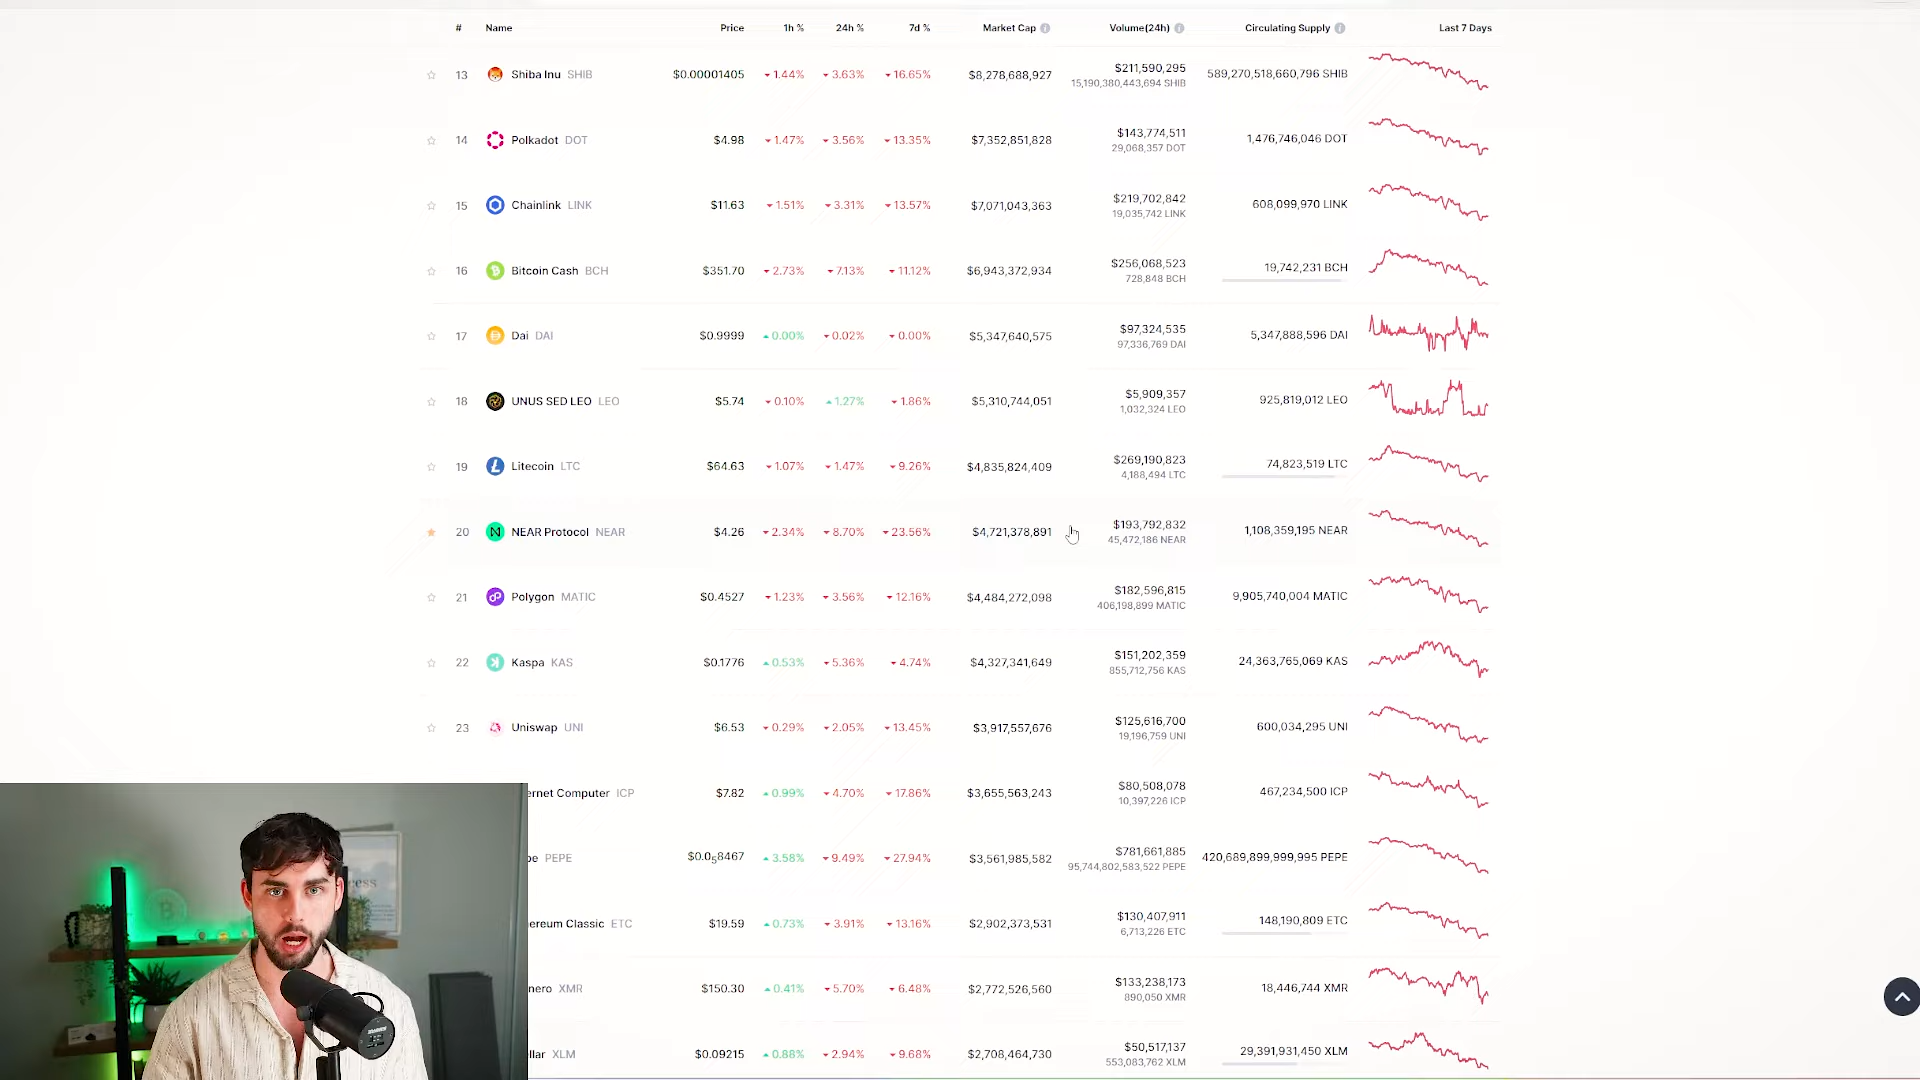 # Name Price 1h % 24h % 7d % Market Cap Volume(24h) Circulating Supply Last 7 Days
13 Shiba Inu SHIB $0.00001405 1.44% 3.63% 16.65% $8,278,688,927 $211,590,295 589,270,518,660,796 SHIB
15,190,380,443,694 SHIB
14 Polkadot DOT $4.98 1.47% 3.56% 13.35% $7,352,851,828 $143,774,511 1,476,746,046 DOT
29,068,357 DOT
15 Chainlink LINK $11.63 1.51% 3.31% 13.57% $7,071,043,363 $219,702,842 608,099,970 LINK
19,035,742 LINK
16 Bitcoin Cash BCH $351.70 2.73% 7.13% 11.12% $6,943,372,934 $256,068,523 19,742,231 BCH
728,848 BCH
17 Dai DAI $0.9999 0.00% 0.02% 0.00% $5,347,640,575 $97,324,535 5,347,888,596 DAI
97,336,769 DAI
18 UNUS SED LEO LEO $5.74 0.10% 1.27% 1.86% $5,310,744,051 $5,909,357 925,819,012 LEO
1,032,324 LEO
19 Litecoin LTC $64.63 1.07% 1.47% 9.26% $4,835,824,409 $269,190,823 74,823,519 LTC
4,188,494 LTC
20 NEAR Protocol NEAR $4.26 2.34% 8.70% 23.56% $4,721,378,891 $193,792,832 1,108,359,195 NEAR
45,472,186 NEAR
21 Polygon MATIC $0.4527 1.23% 3.56% 12.16% $4,484,272,098 $182,596,815 9,905,740,004 MATIC
406,198,899 MATIC
22 Kaspa KAS $0.1776 0.53% 5.36% 4.74% $4,327,341,649 $151,202,359 24,363,765,069 KAS
855,712,756 KAS
23 Uniswap UNI $6.53 0.29% 2.05% 13.45% $3,917,557,676 $125,616,700 600,034,295 UNI
19,196,759 UNI
ernet Computer ICP $7.82 0.99% 4.70% 17.86% $3,655,563,243 $80,508,078 467,234,500 ICP
10,397,226 ICP
pe PEPE $0.0₅8467 3.58% 9.49% 27.94% $3,561,985,582 $781,661,885 420,689,899,999,995 PEPE
95,744,802,583,522 PEPE
ereum Classic ETC $19.59 0.73% 3.91% 13.16% $2,902,373,531 $130,407,911 148,190,809 ETC
6,713,226 ETC
nero XMR $150.30 0.41% 5.70% 6.48% $2,772,526,560 $133,238,173 18,446,744 XMR
890,050 XMR
llar XLM $0.09215 0.88% 2.94% 9.68% $2,708,464,730 $50,517,137 29,391,931,450 XLM
553,083,762 XLM